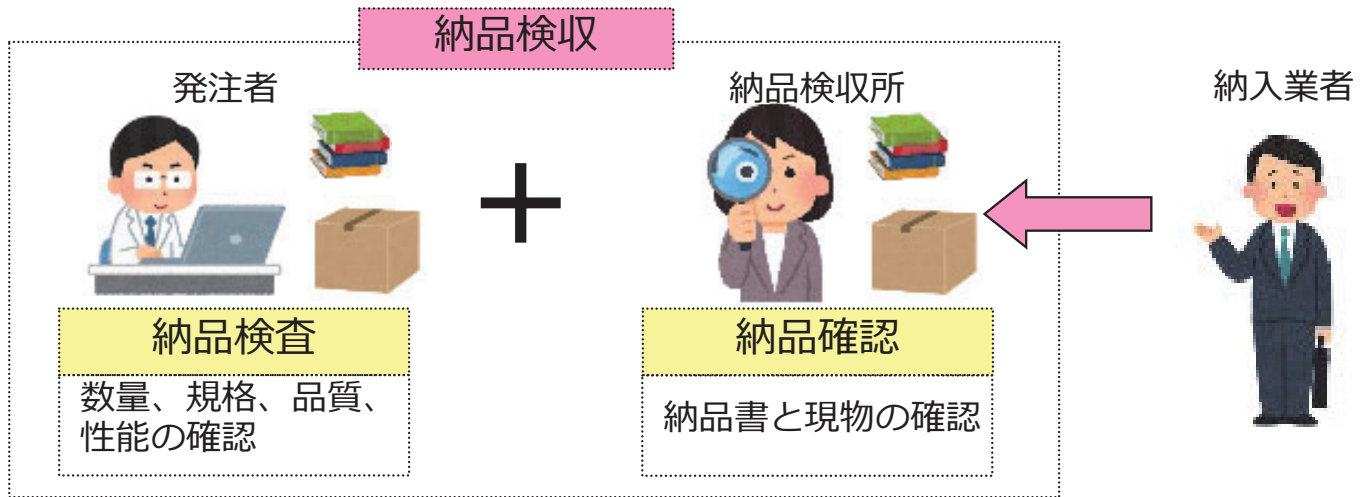 納品検収
発注者
納品検収所
納入業者
＋
納品検査
納品確認
数量、規格、品質、
性能の確認
納品書と現物の確認